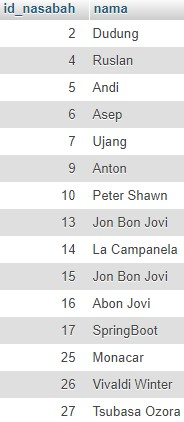 id_nasabah nama
2 Dudung
4 Ruslan
5 Andi
6 Asep
7 Ujang
9 Anton
10 Peter Shawn
13 Jon Bon Jovi
14 La Campanela
15 Jon Bon Jovi
16 Abon Jovi
17 SpringBoot
25 Monacar
26 Vivaldi Winter
27 Tsubasa Ozora